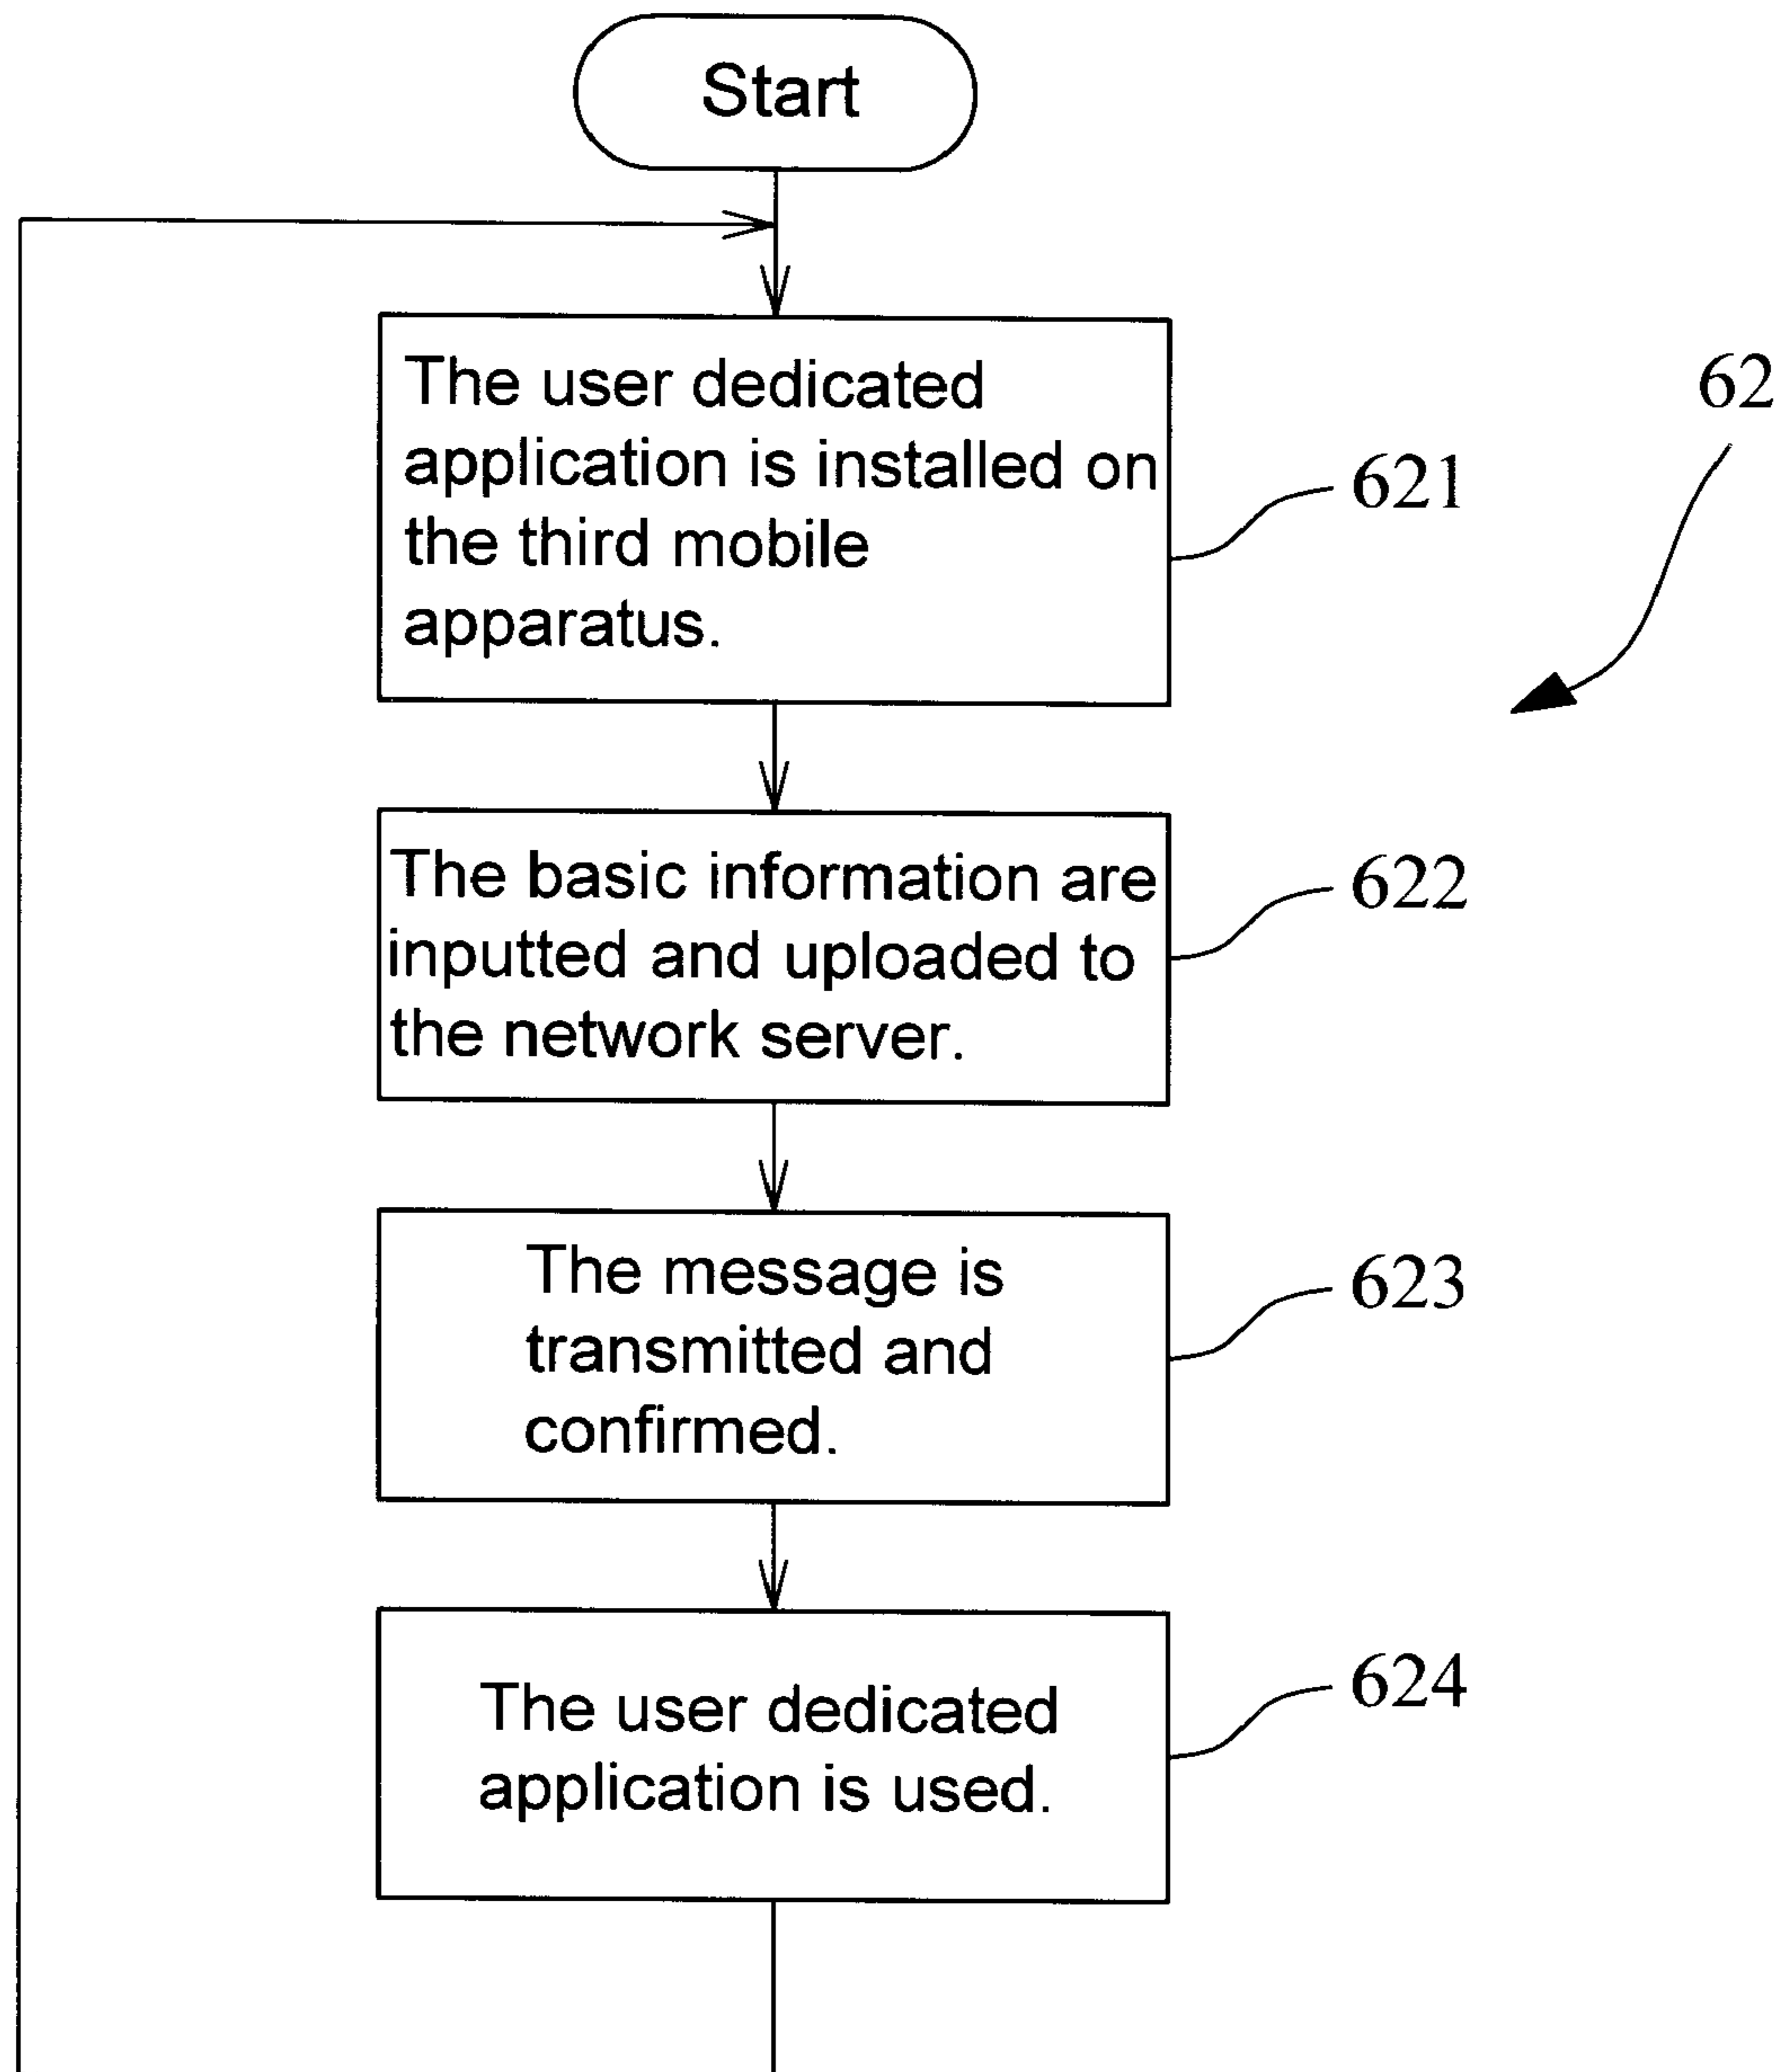 Start
The user dedicated
application is installed on
the third mobile
apparatus.
62
621
The basic information are
inputted and uploaded to
the network server.
622
The message is
transmitted and
confirmed.
623
The user dedicated
application is used.
624